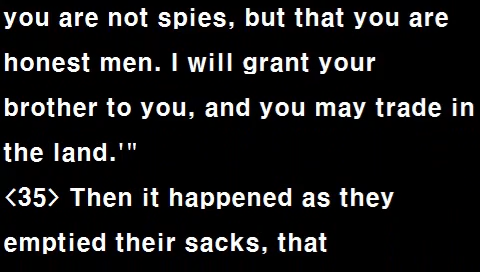 you are not spies, but that you are
honest men. I will grant your
brother to you, and you may trade in
the land.'"
<35> Then it happened as they
emptied their sacks, that